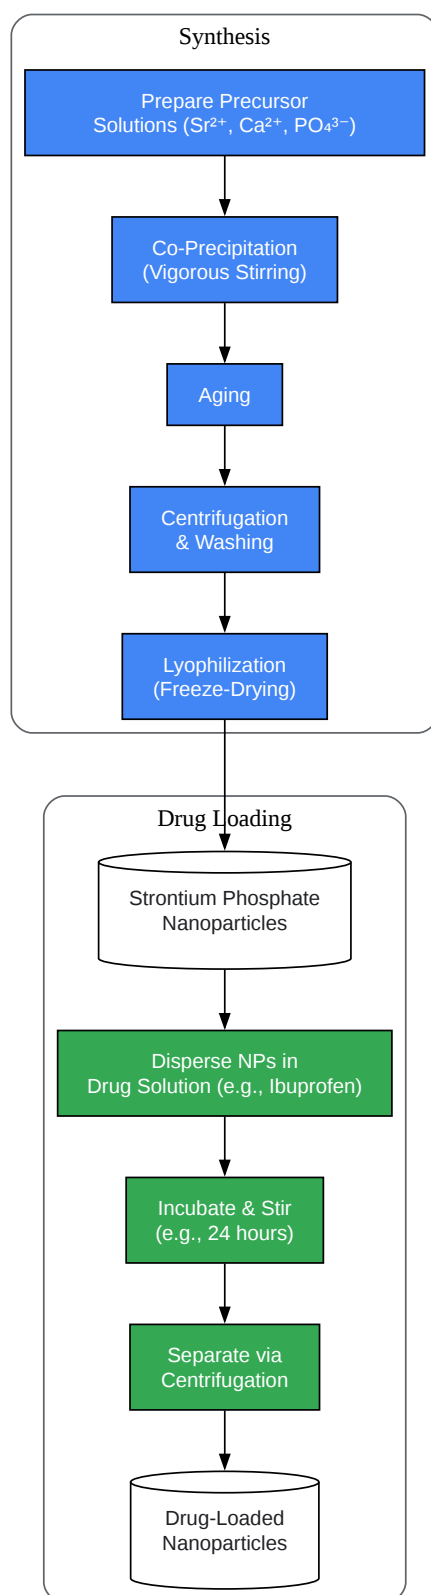 Synthesis
Prepare Precursor
Solutions (Sr²⁺, Ca²⁺, PO₄³⁻)
Co-Precipitation
(Vigorous Stirring)
Aging
Centrifugation
& Washing
Lyophilization
(Freeze-Drying)
Drug Loading
Strontium Phosphate
Nanoparticles
Disperse NPs in
Drug Solution (e.g., Ibuprofen)
Incubate & Stir
(e.g., 24 hours)
Separate via
Centrifugation
Drug-Loaded
Nanoparticles